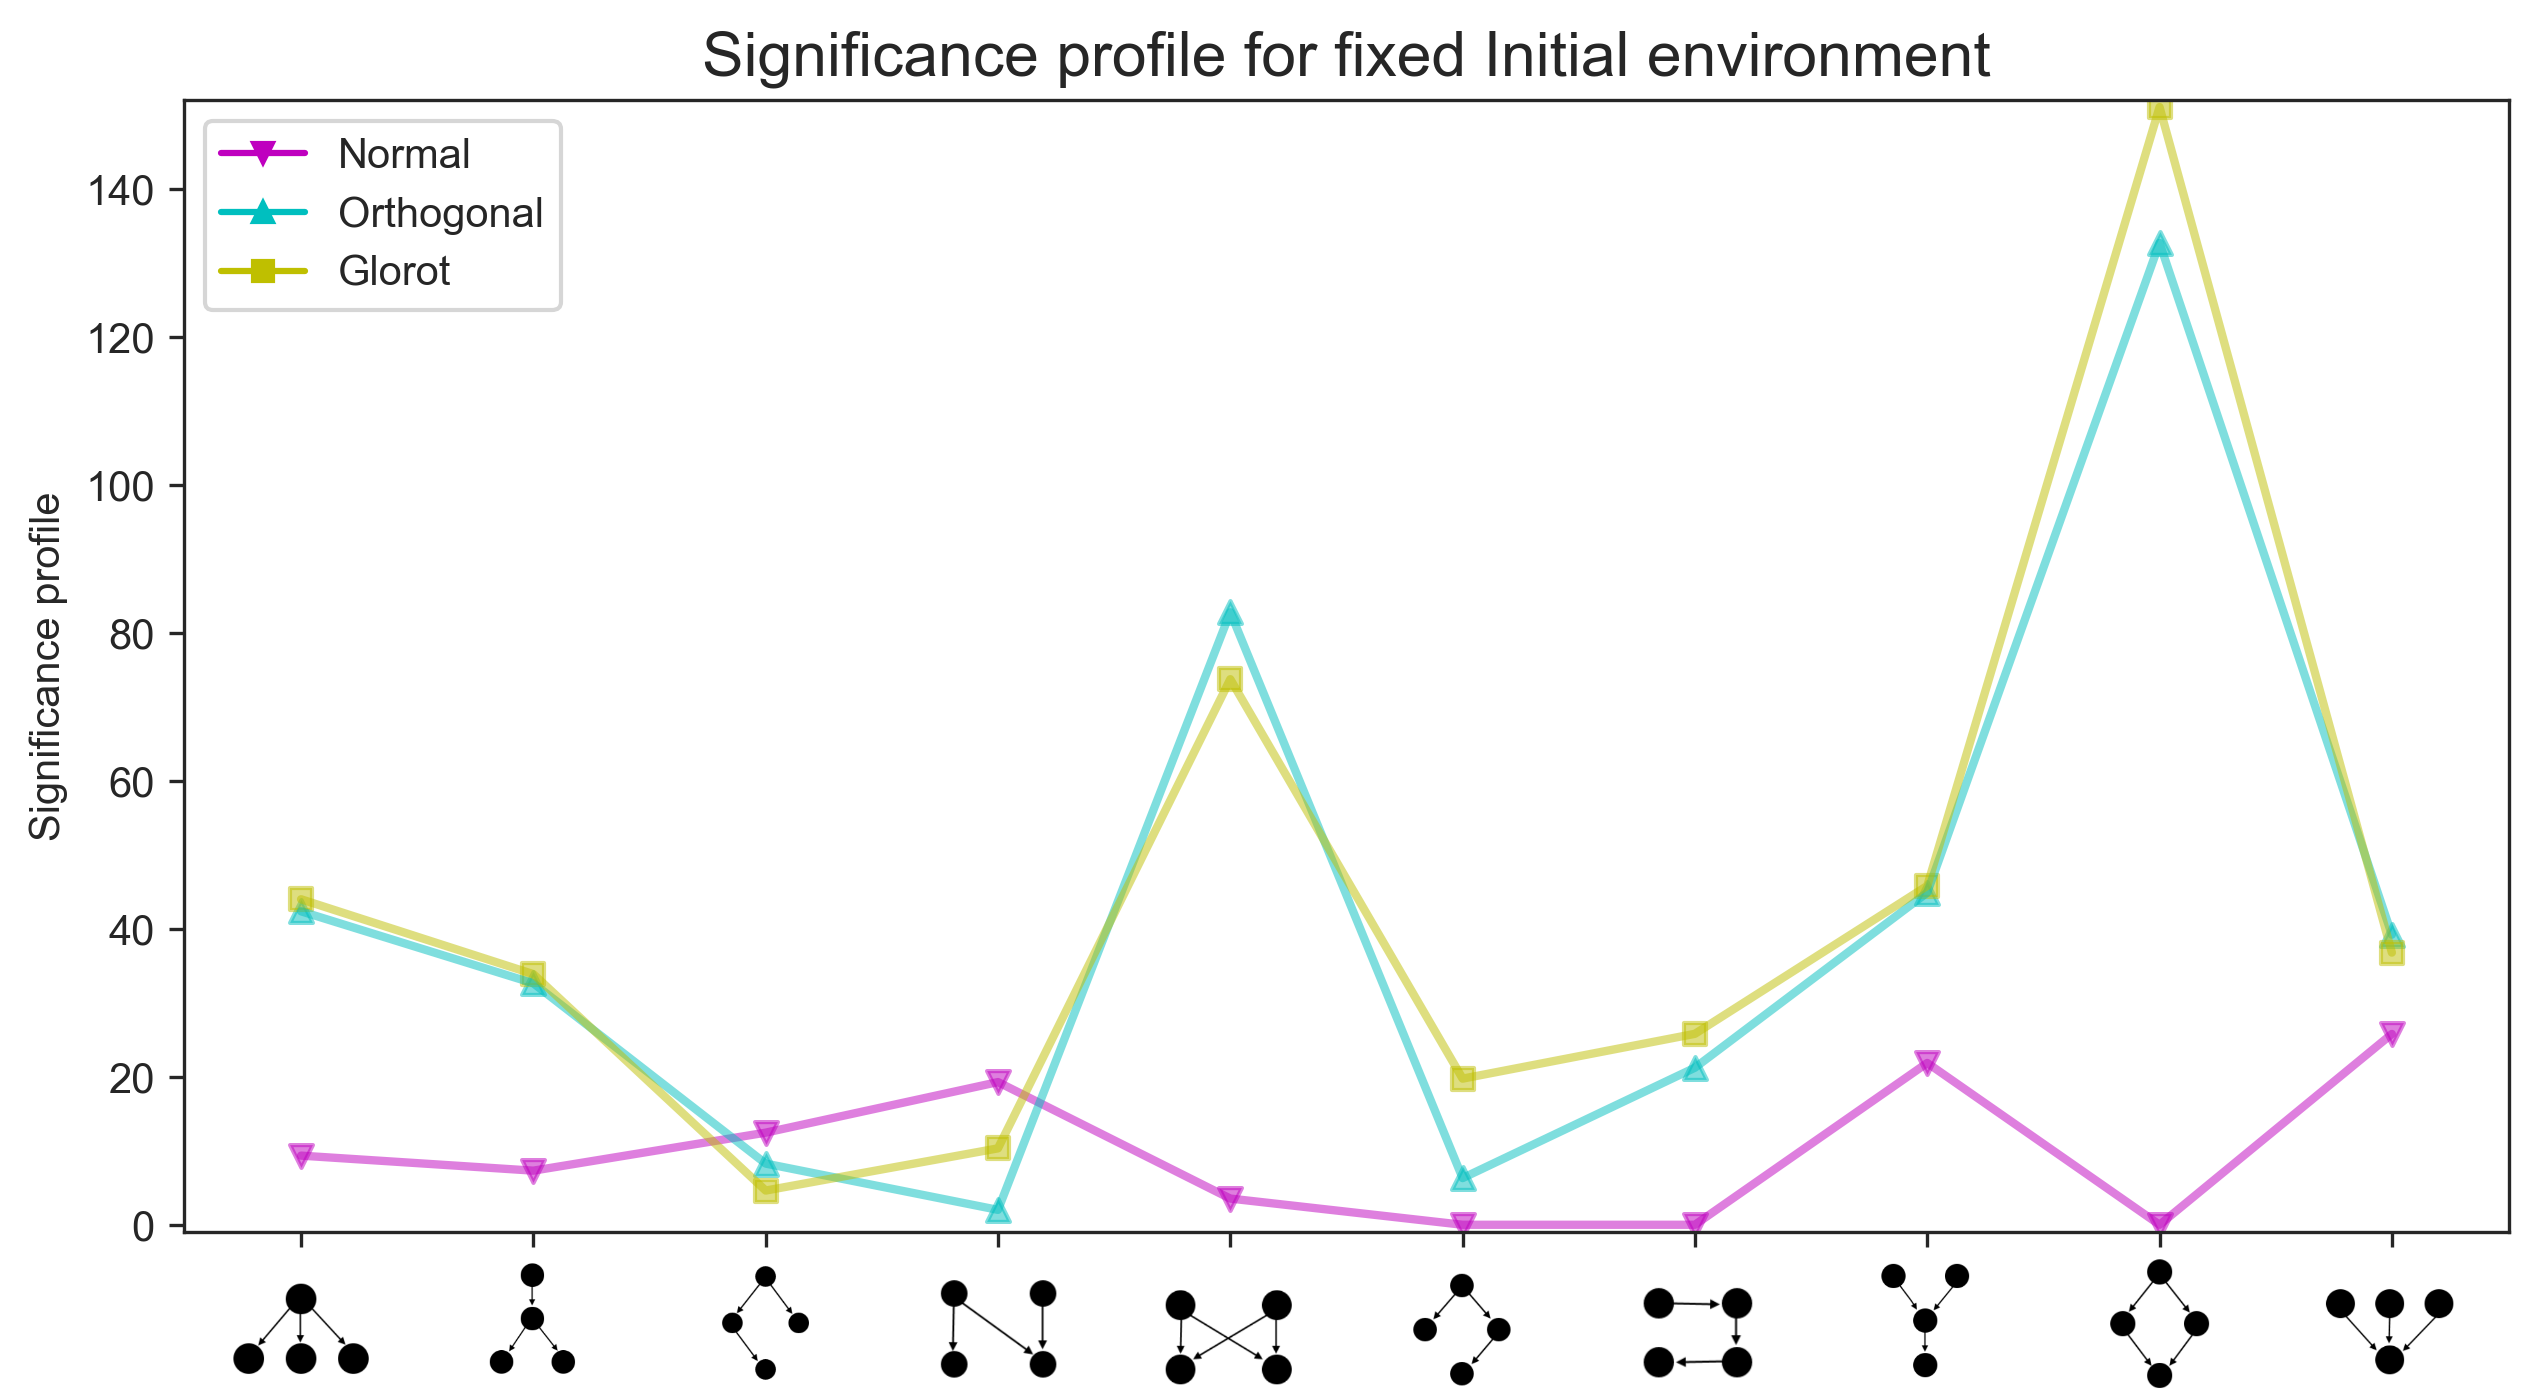 Significance profile for fixed Initial environment
Normal
Orthogonal
Glorot
Significance profile
140
120
100
80
60
40
20
0